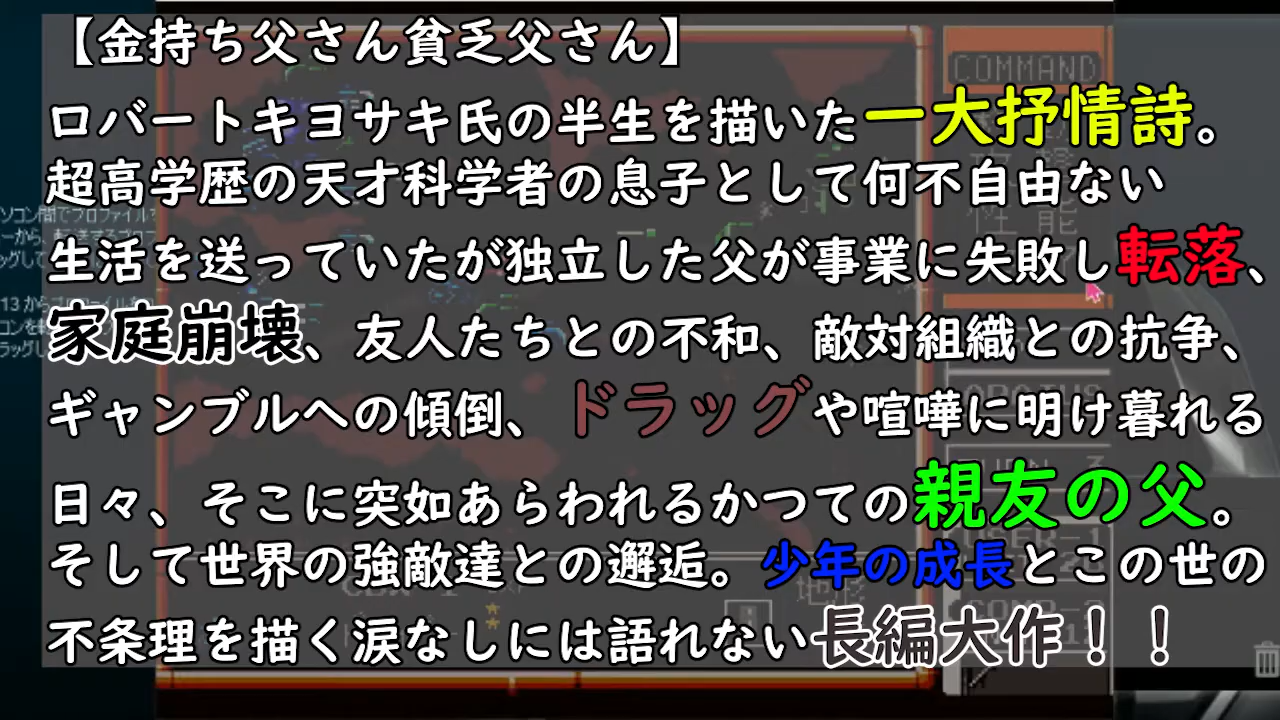 【金持ち父さん貧乏父さん】
ロバートキヨサキ氏の半生を描いた一大抒情詩。
超高学歴の天才科学者の息子として何不自由ない
生活を送っていたが独立した父が事業に失敗し転落、
家庭崩壊、友人たちとの不和、敵対組織との抗争、
ギャンブルへの傾倒、ドラッグや喧嘩に明け暮れる
日々、そこに突如あらわれるかつての親友の父。
そして世界の強敵達との邂逅。少年の成長とこの世の
不条理を描く涙なしには語れない長編大作！！
COMMAND
性能
地形